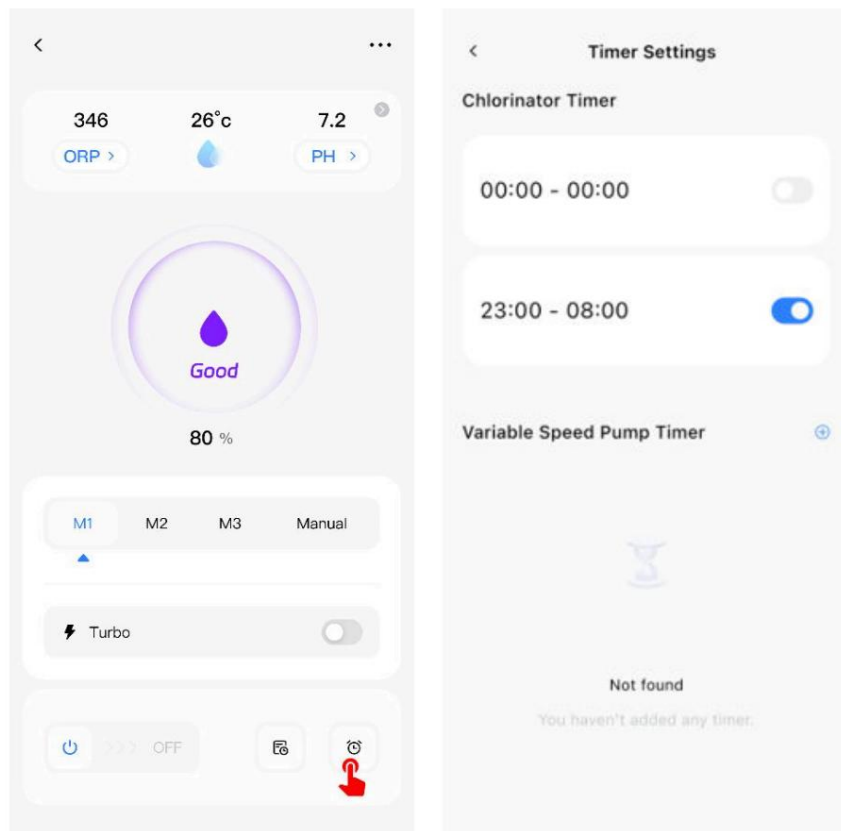 346 26°c 7.2
ORP > PH >
Good
80 %
M1 M2 M3 Manual
Turbo
OFF
Timer Settings
Chlorinator Timer
00:00 - 00:00
23:00 - 08:00
Variable Speed Pump Timer
Not found
You haven't added any timer.